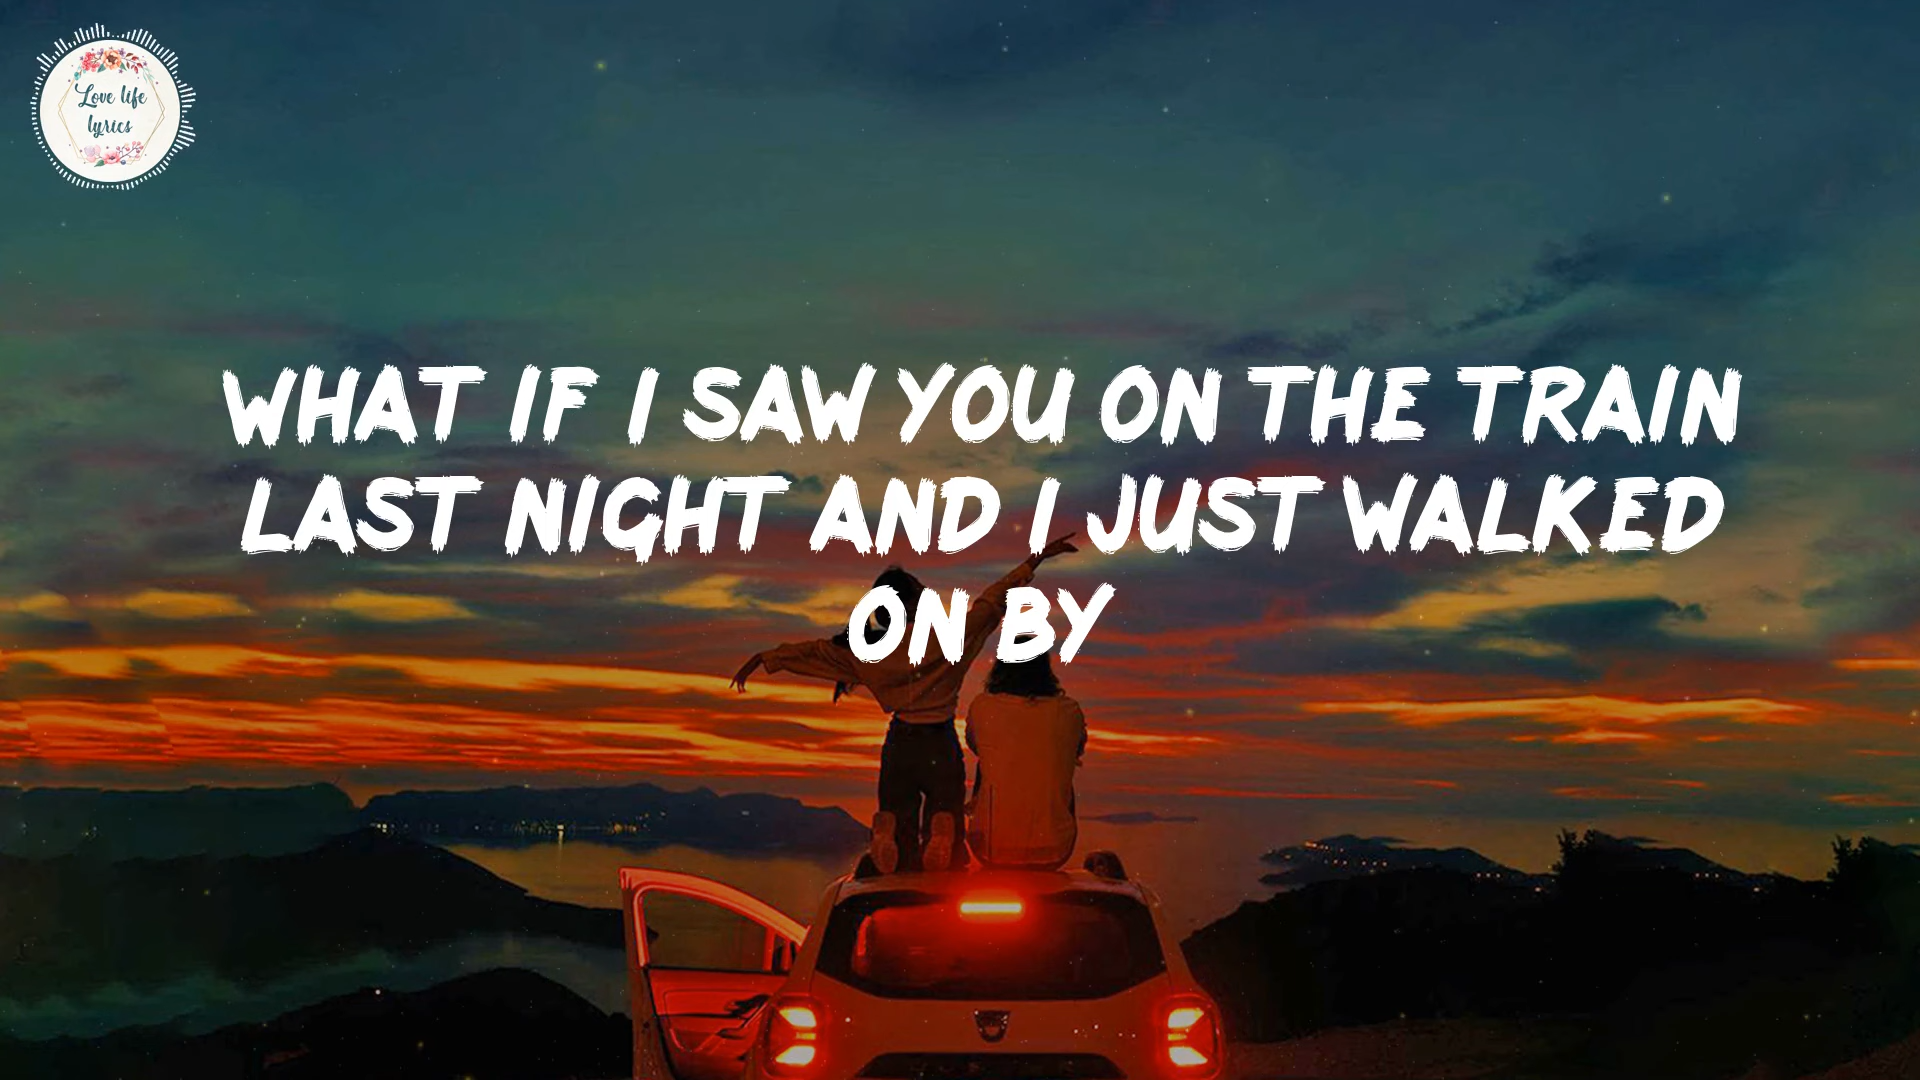 Love life
lyrics
WHAT IF I SAW YOU ON THE TRAIN
LAST NIGHT AND I JUST WALKED
ON BY